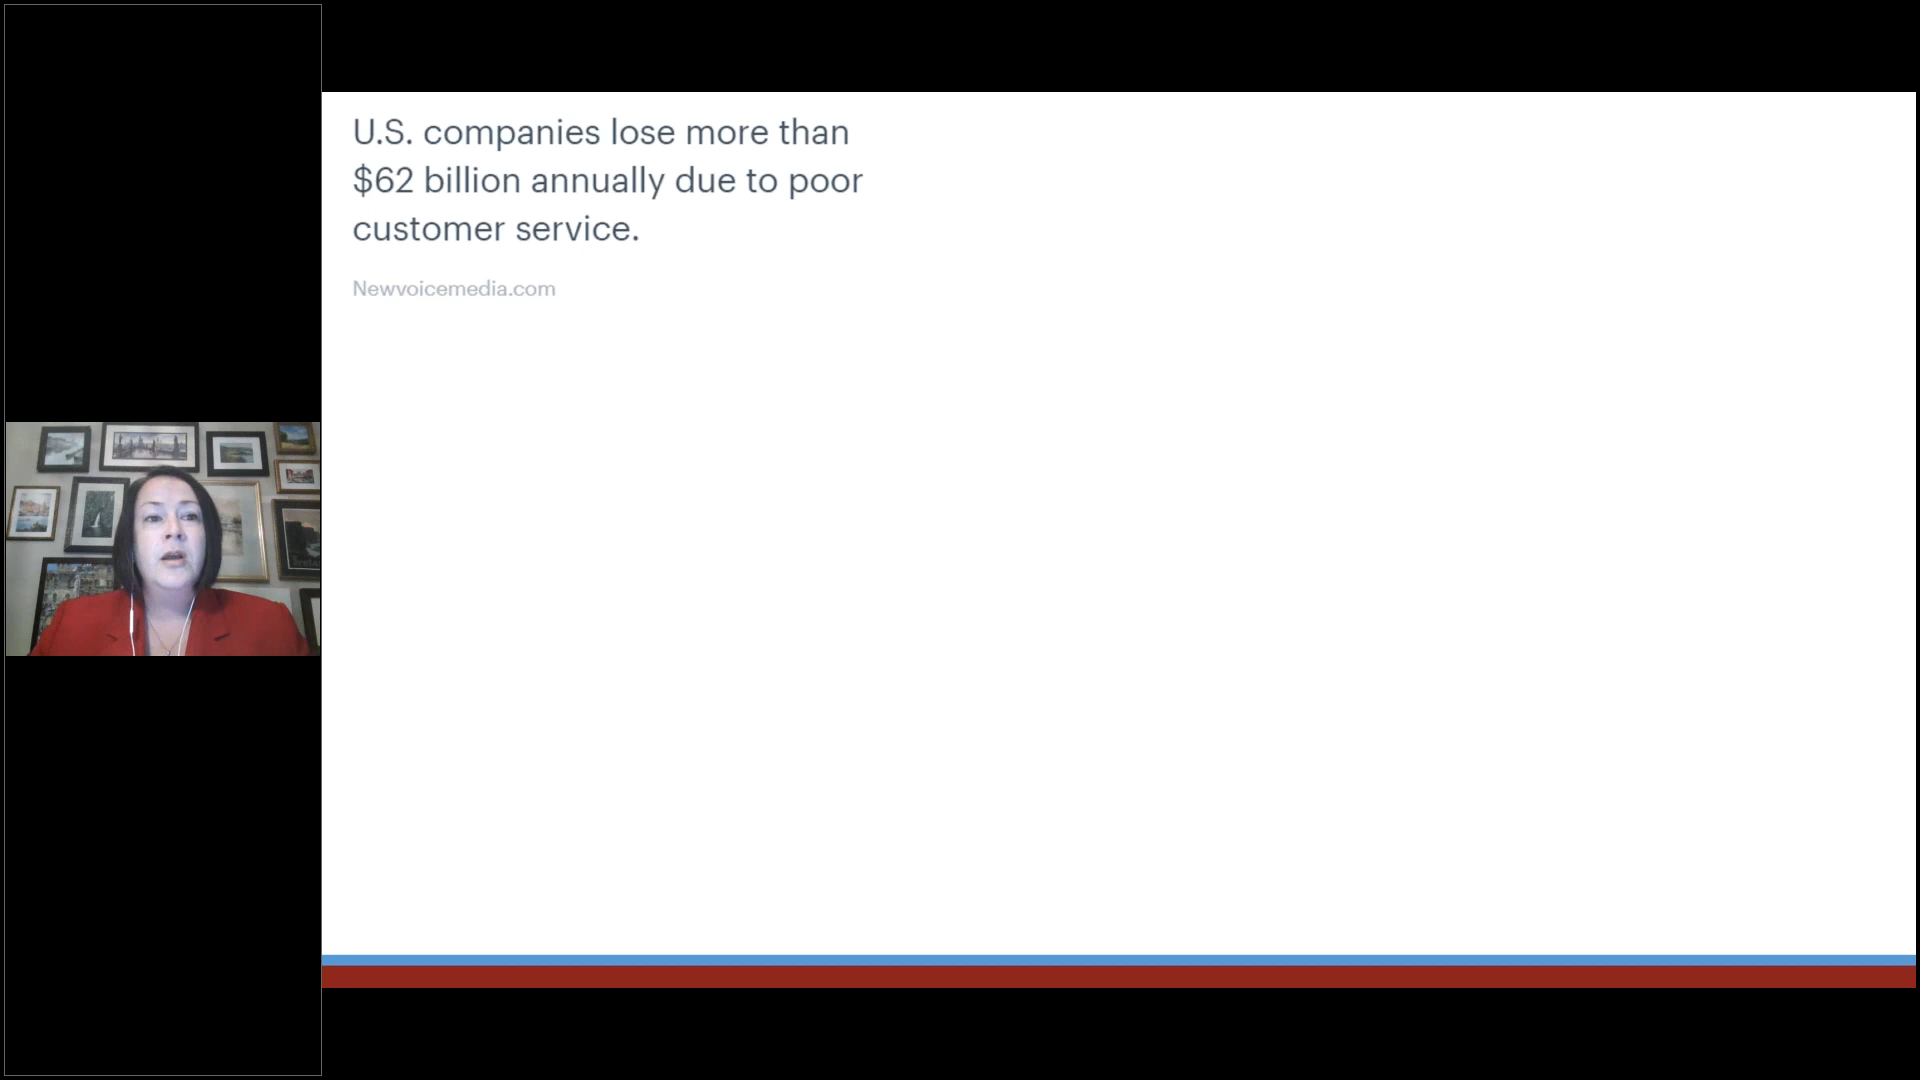 U.S. companies lose more than
$62 billion annually due to poor
customer service.
Newvoicemedia.com